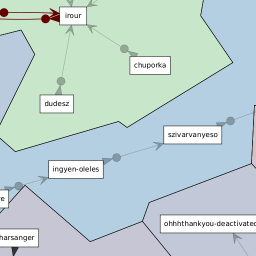 irour
chuporka
dudesz
szivarvanyeso
ingyen-oleles
ohhhthankyou-deactivated
harsanger